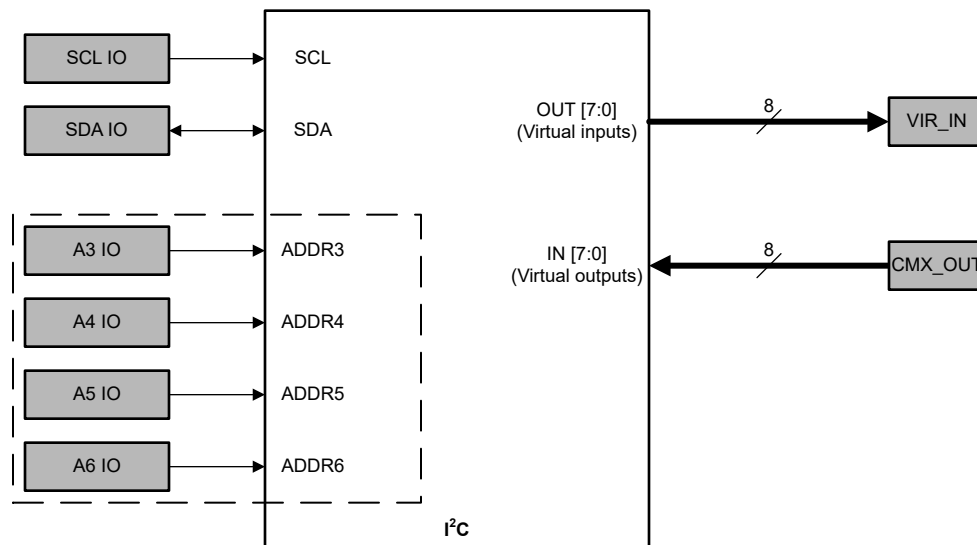 SCL IO
SCL
SDA IO
SDA
OUT [7:0]
(Virtual inputs)
8
VIR_IN
A3 IO
ADDR3
IN [7:0]
(Virtual outputs)
8
CMX_OUT
A4 IO
ADDR4
A5 IO
ADDR5
A6 IO
ADDR6
I²C